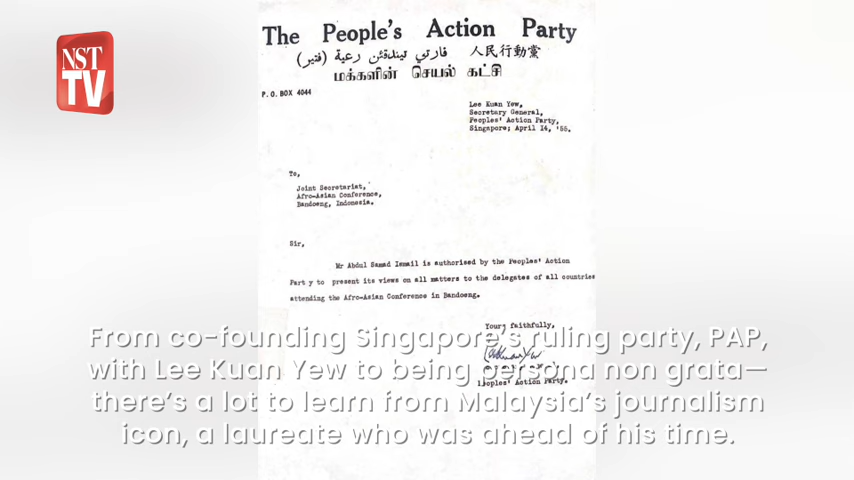 NST
TV
The People's Action Party
(فتير) فارتي تيندقن رعية 人民行動黨
மக்களின் செயல் கட்சி
P.O. BOX 4044
Lee Kuan Yew,
Secretary General,
Peoples' Action Party,
Singapore; April 14, '55.
To,
Joint Secretariat,
Afro-Asian Conference,
Bandoeng, Indonesia.
Sir,
Mr Abdul Samad Ismail is authorised by the Peoples' Action
Part y to present its views on all matters to the delegates of all countries
attending the Afro-Asian Conference in Bandoeng.
Yours faithfully,
Peoples' Action Party.
From co-founding Singapore's ruling party, PAP,
with Lee Kuan Yew to being persona non grata—
there's a lot to learn from Malaysia's journalism
icon, a laureate who was ahead of his time.